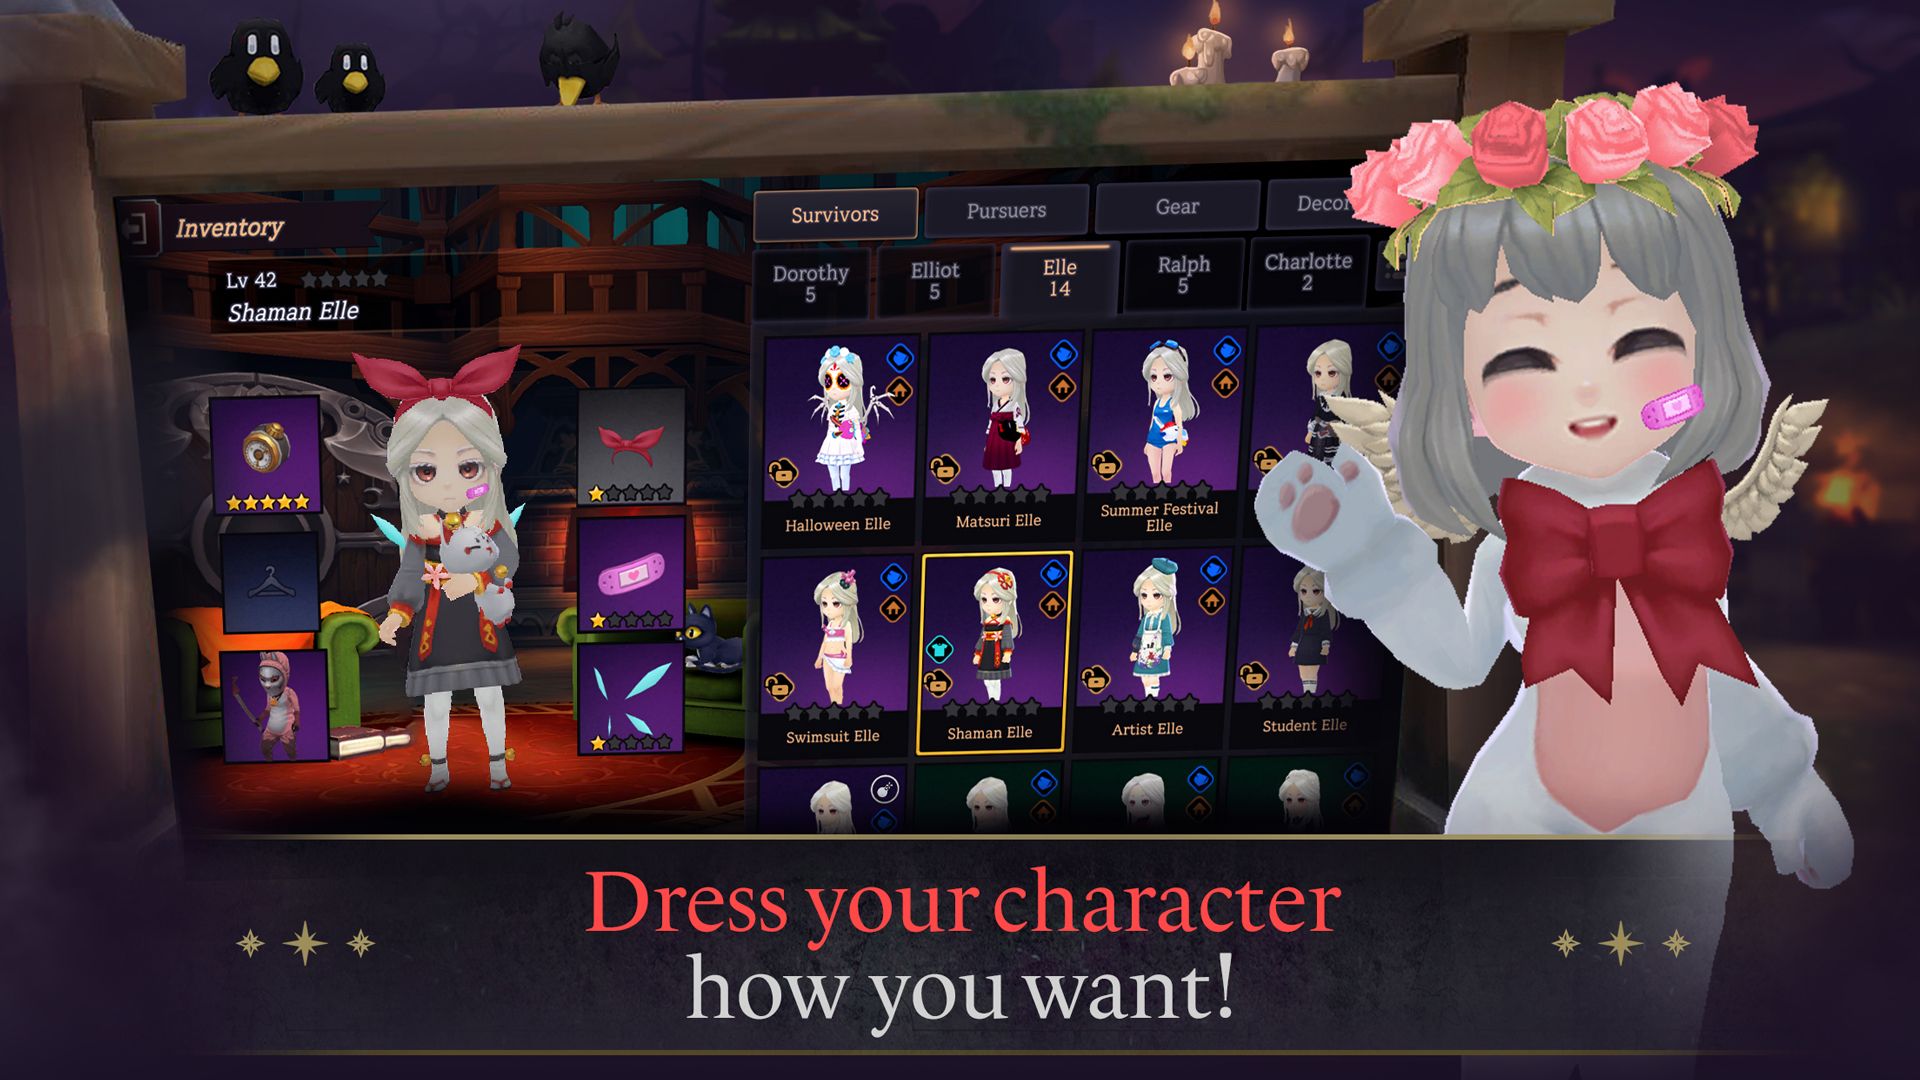 Inventory
Lv 42
Shaman Elle
Survivors
Pursuers
Gear
Dorothy
5
Elliot
5
Elle
14
Ralph
5
Charlotte
2
Halloween Elle
Matsuri Elle
Summer Festival
Elle
Swimsuit Elle
Shaman Elle
Artist Elle
Student Elle
Dress your character
how you want!